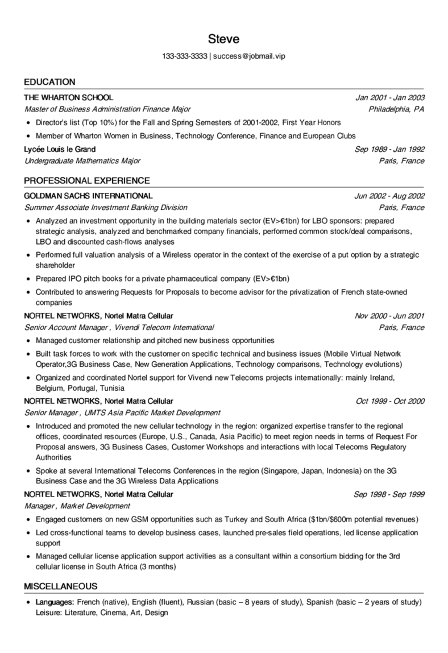 Steve
133-333-3333 | success@jobmail.vip
EDUCATION
THE WHARTON SCHOOL Jan 2001 - Jan 2003
Master of Business Administration Finance Major Philadelphia, PA
• Director's list (Top 10%) for the Fall and Spring Semesters of 2001-2002, First Year Honors
• Member of Wharton Women in Business, Technology Conference, Finance and European Clubs
Lycée Louis le Grand Sep 1989 - Jan 1992
Undergraduate Mathematics Major Paris, France
PROFESSIONAL EXPERIENCE
GOLDMAN SACHS INTERNATIONAL Jun 2002 - Aug 2002
Summer Associate Investment Banking Division Paris, France
• Analyzed an investment opportunity in the building materials sector (EV>€1bn) for LBO sponsors: prepared
strategic analysis, analyzed and benchmarked company financials, performed common stock/deal comparisons,
LBO and discounted cash-flows analyses
• Performed full valuation analysis of a Wireless operator in the context of the exercise of a put option by a strategic
shareholder
• Prepared IPO pitch books for a private pharmaceutical company (EV>€1bn)
• Contributed to answering Requests for Proposals to become advisor for the privatization of French state-owned
companies
NORTEL NETWORKS, Nortel Matra Cellular Nov 2000 - Jun 2001
Senior Account Manager , Vivendi Telecom International Paris, France
• Managed customer relationship and pitched new business opportunities
• Built task forces to work with the customer on specific technical and business issues (Mobile Virtual Network
Operator,3G Business Case, New Generation Applications, Technology comparisons, Technology evolutions)
• Organized and coordinated Nortel support for Vivendi new Telecoms projects internationally: mainly Ireland,
Belgium, Portugal, Tunisia
NORTEL NETWORKS, Nortel Matra Cellular Oct 1999 - Oct 2000
Senior Manager , UMTS Asia Pacific Market Development
• Introduced and promoted the new cellular technology in the region: organized expertise transfer to the regional
offices, coordinated resources (Europe, U.S., Canada, Asia Pacific) to meet region needs in terms of Request For
Proposal answers, 3G Business Cases, Customer Workshops and interactions with local Telecoms Regulatory
Authorities
• Spoke at several International Telecoms Conferences in the region (Singapore, Japan, Indonesia) on the 3G
Business Case and the 3G Wireless Data Applications
NORTEL NETWORKS, Nortel Matra Cellular Sep 1998 - Sep 1999
Manager , Market Development
• Engaged customers on new GSM opportunities such as Turkey and South Africa ($1bn/$600m potential revenues)
• Led cross-functional teams to develop business cases, launched pre-sales field operations, led license application
support
• Managed cellular license application support activities as a consultant within a consortium bidding for the 3rd
cellular license in South Africa (3 months)
MISCELLANEOUS
• Languages: French (native), English (fluent), Russian (basic – 8 years of study), Spanish (basic – 2 years of study)
Leisure: Literature, Cinema, Art, Design